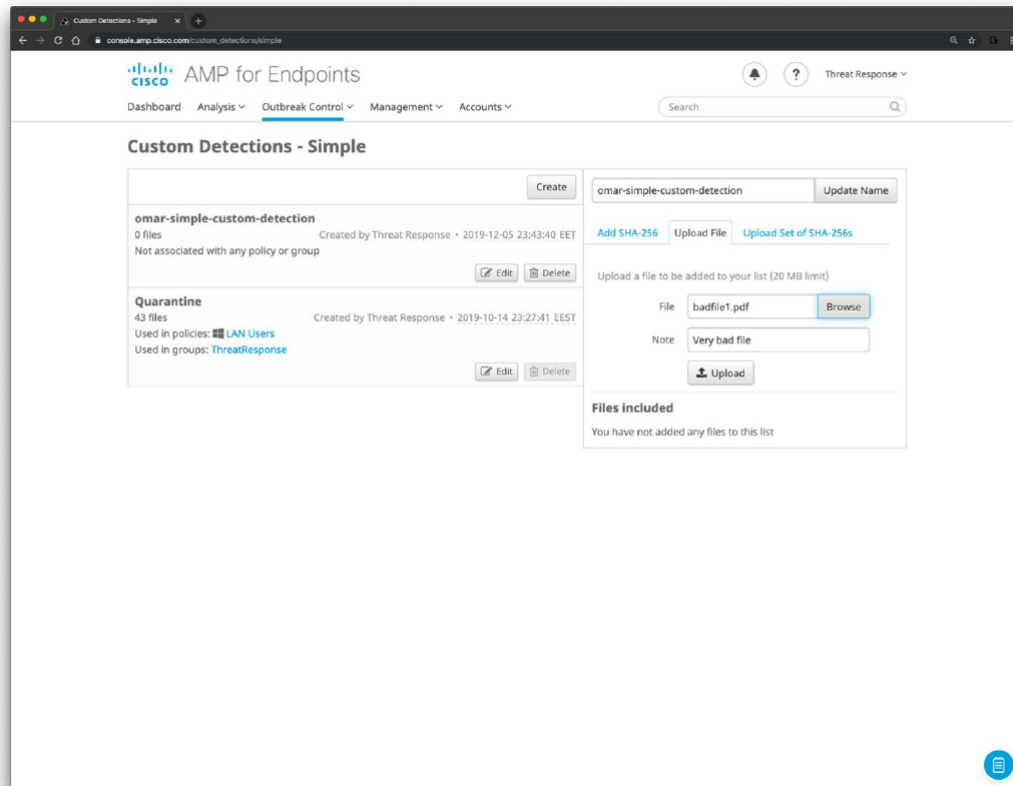 Custom Detections - Simple
console.amp.cisco.com/custom_detections/simple
CISCO AMP for Endpoints
? Threat Response
Dashboard Analysis Outbreak Control Management Accounts
Search
Custom Detections - Simple
Create
omar-simple-custom-detection
0 files Created by Threat Response • 2019-12-05 23:43:40 EET
Not associated with any policy or group
Edit Delete
Quarantine
43 files Created by Threat Response • 2019-10-14 23:27:41 EEST
Used in policies: LAN Users
Used in groups: ThreatResponse
Edit Delete
omar-simple-custom-detection Update Name
Add SHA-256 Upload File Upload Set of SHA-256s
Upload a file to be added to your list (20 MB limit)
File badfile1.pdf Browse
Note Very bad file
Upload
Files included
You have not added any files to this list